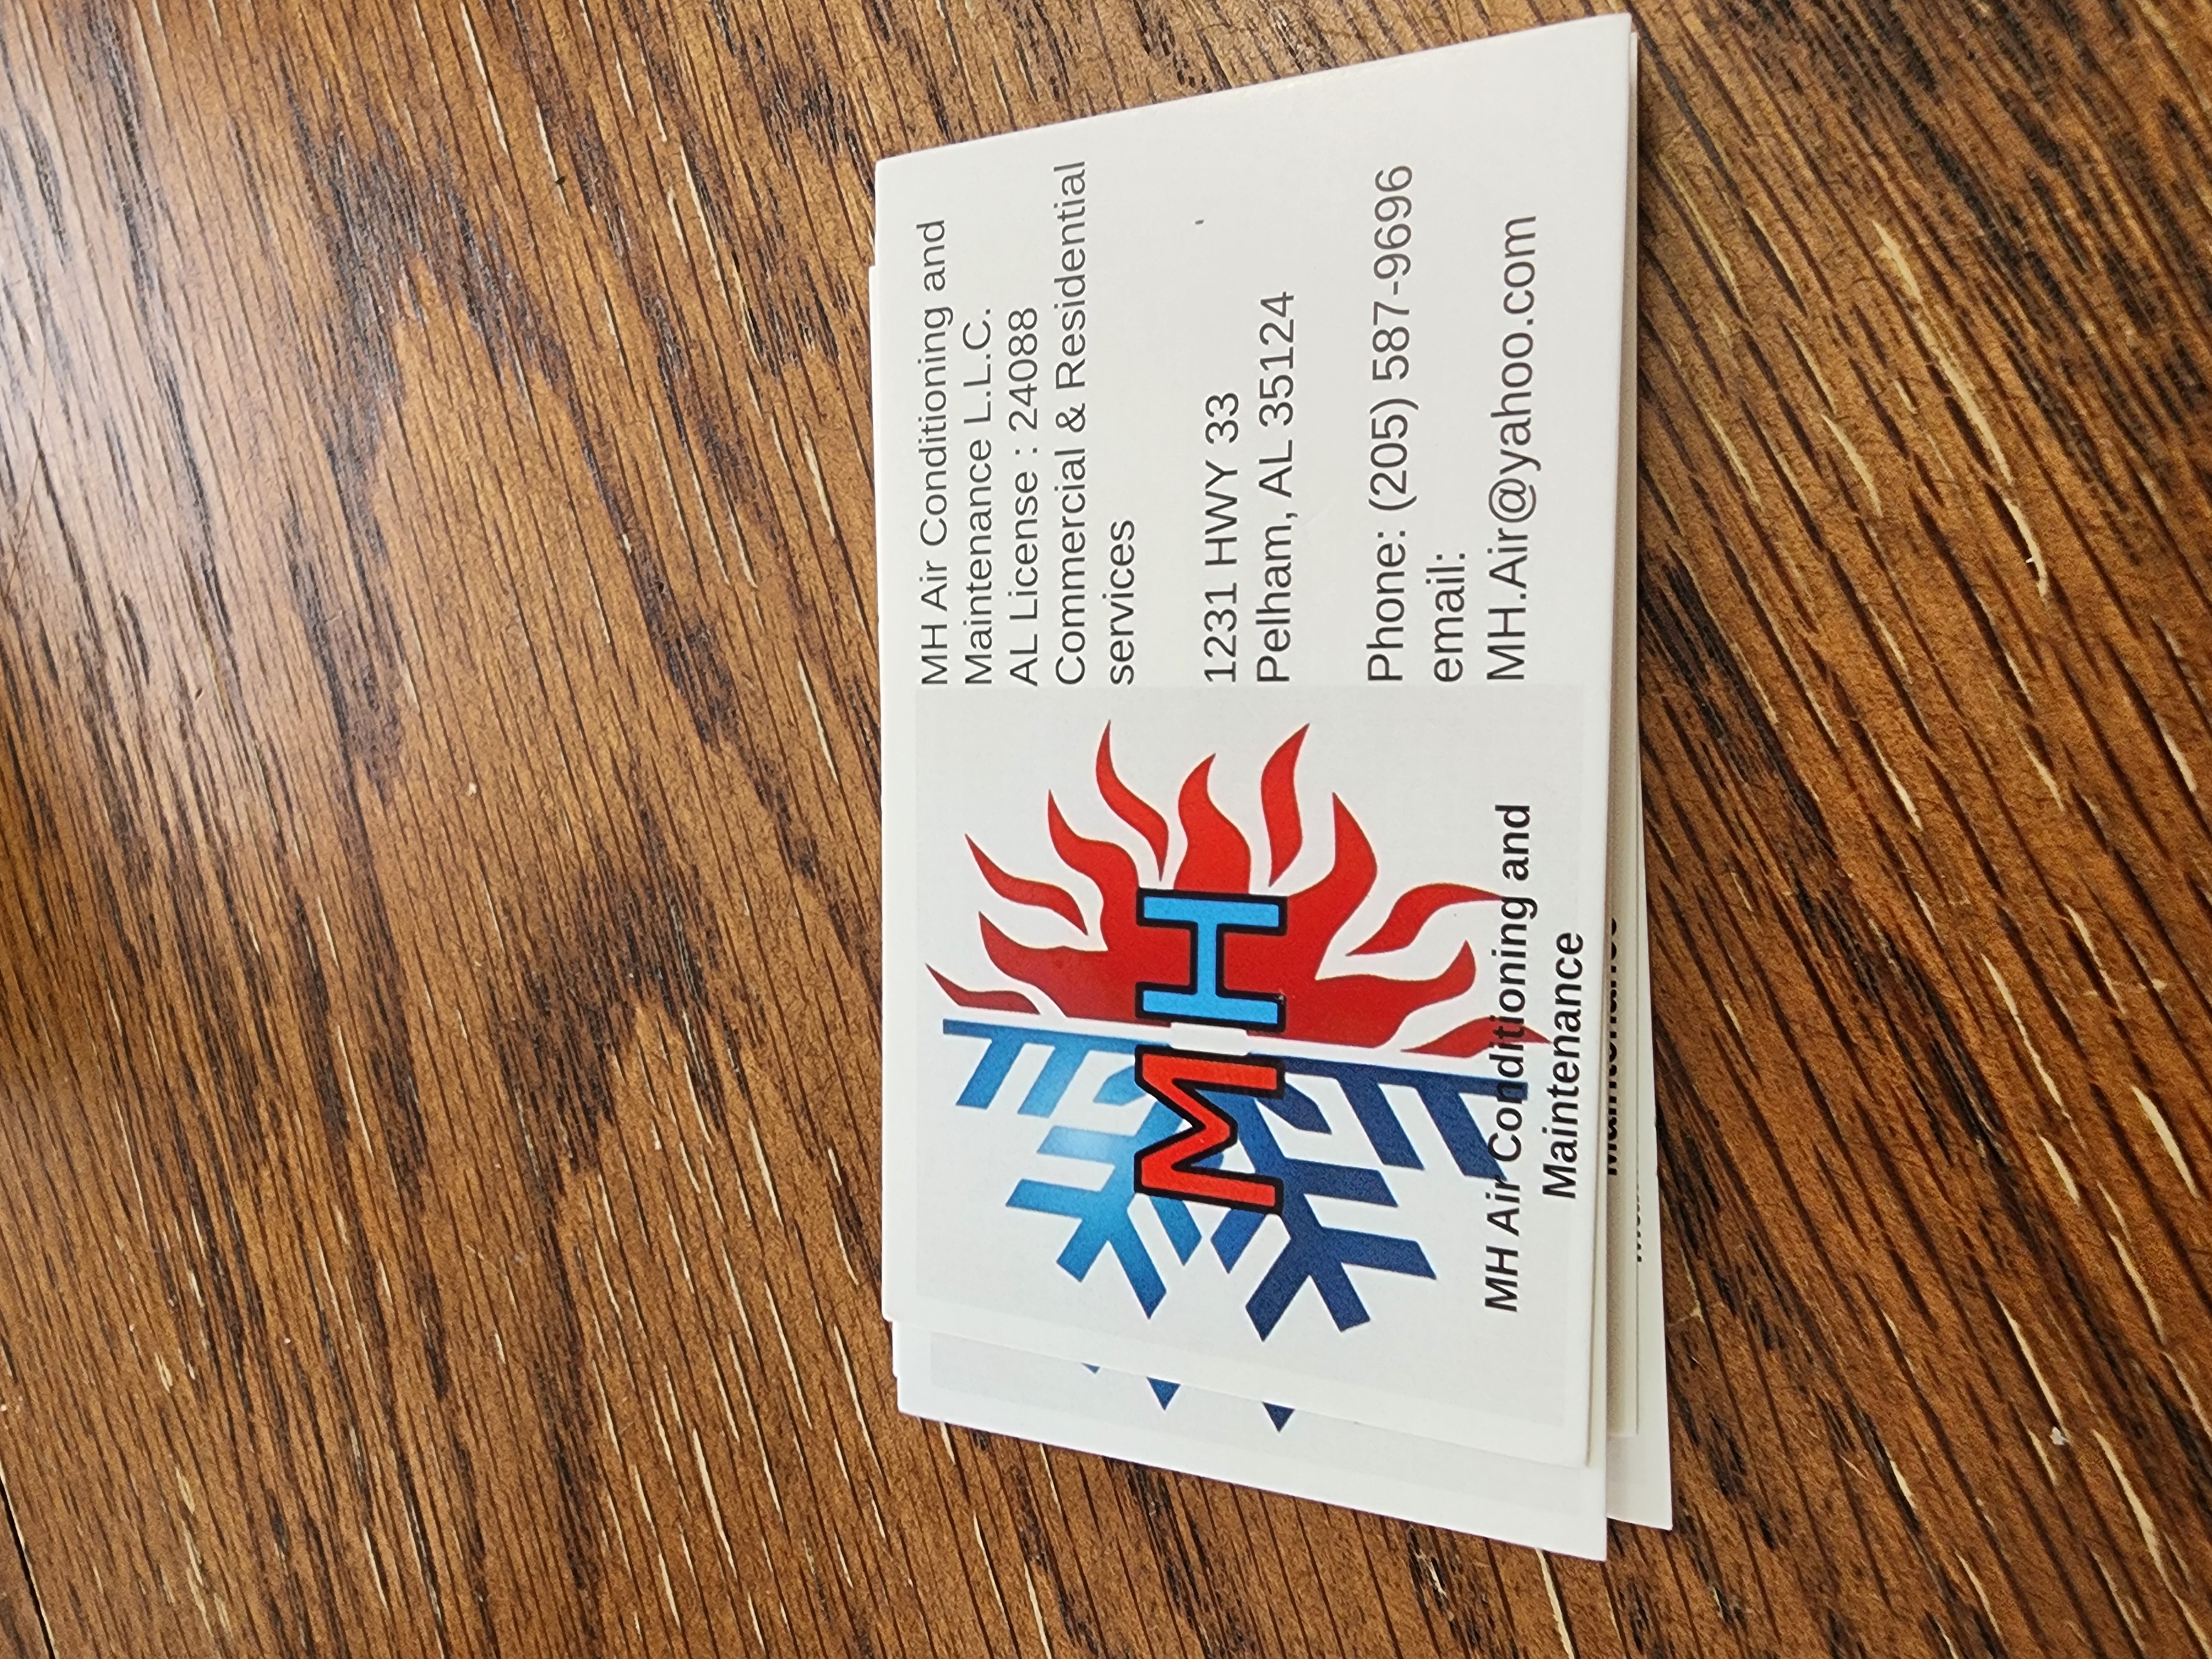 MH
MH Air Conditioning and
Maintenance
MH Air Conditioning and
Maintenance L.L.C.
AL License : 24088
Commercial & Residential
services
1231 HWY 33
Pelham, AL 35124
Phone: (205) 587-9696
email:
MH.Air@yahoo.com